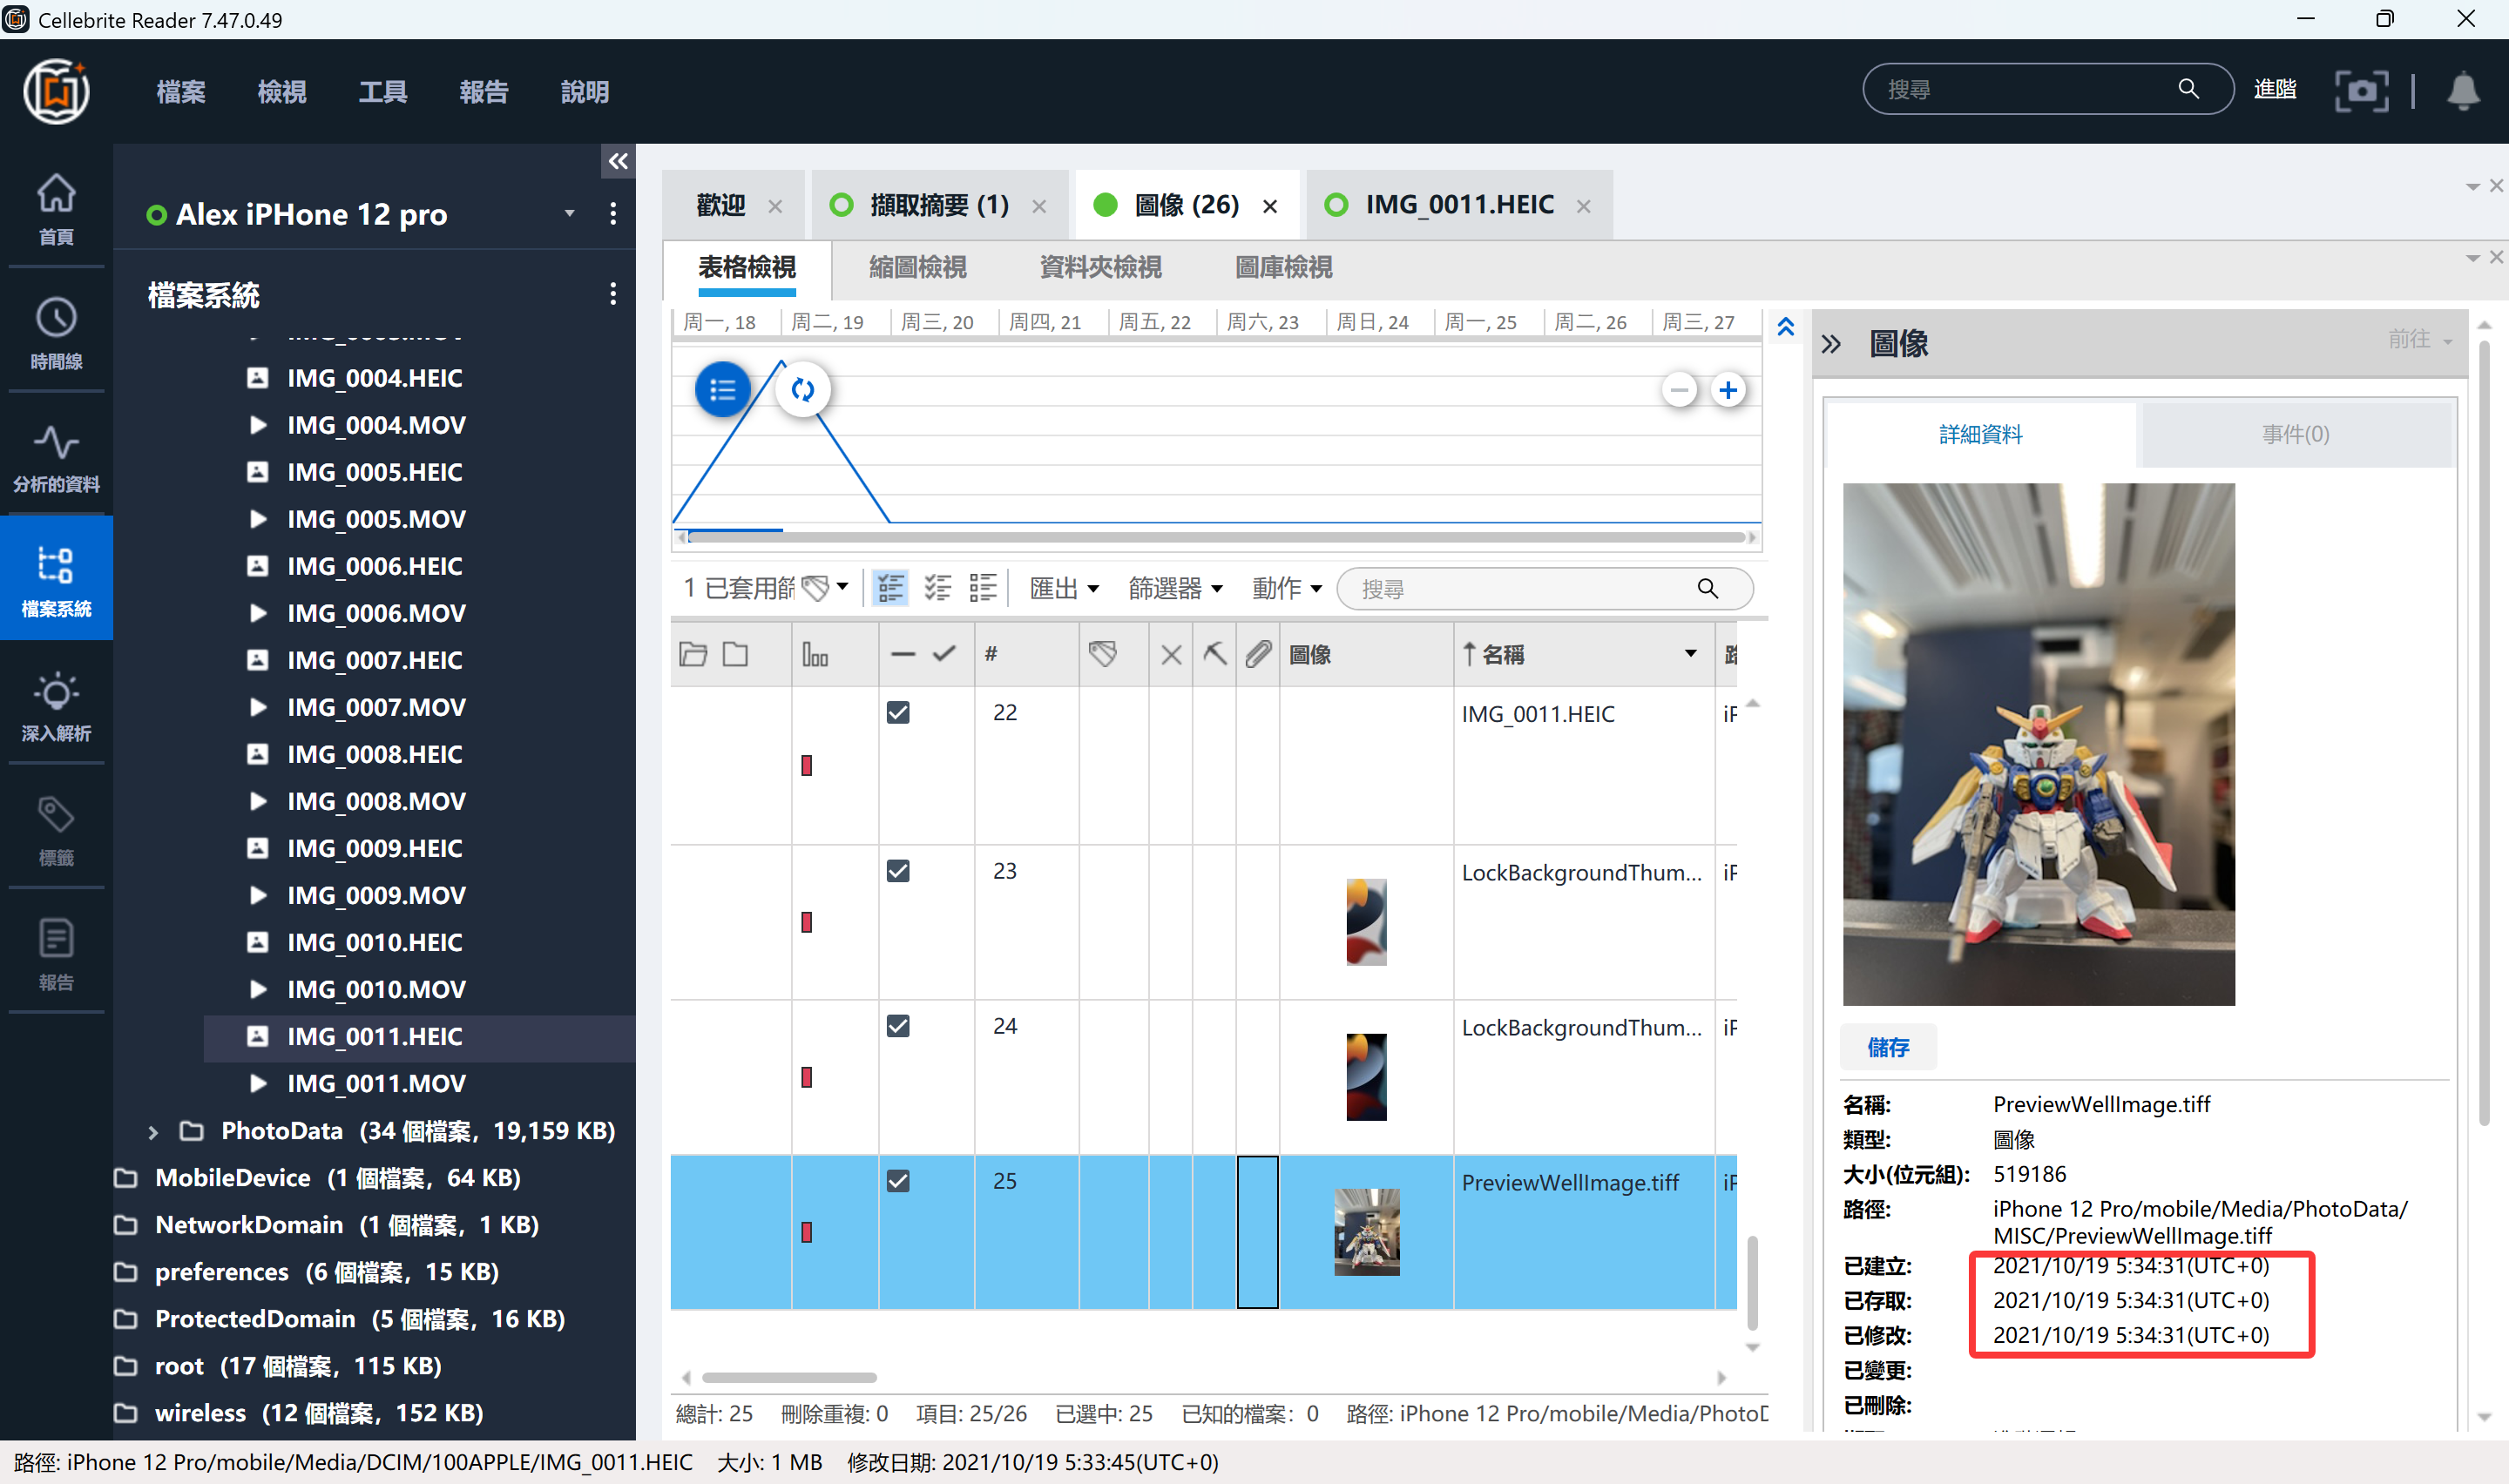 Cellebrite Reader 7.47.0.49
檔案 檢視 工具 報告 說明
搜尋 進階
首頁
時間線
分析的資料
檔案系統
深入解析
標籤
報告
Alex iPHone 12 pro
檔案系統
IMG_0004.HEIC
IMG_0004.MOV
IMG_0005.HEIC
IMG_0005.MOV
IMG_0006.HEIC
IMG_0006.MOV
IMG_0007.HEIC
IMG_0007.MOV
IMG_0008.HEIC
IMG_0008.MOV
IMG_0009.HEIC
IMG_0009.MOV
IMG_0010.HEIC
IMG_0010.MOV
IMG_0011.HEIC
IMG_0011.MOV
PhotoData (34 個檔案，19,159 KB)
MobileDevice (1 個檔案，64 KB)
NetworkDomain (1 個檔案，1 KB)
preferences (6 個檔案，15 KB)
ProtectedDomain (5 個檔案，16 KB)
root (17 個檔案，115 KB)
wireless (12 個檔案，152 KB)
歡迎 擷取摘要 (1) 圖像 (26) IMG_0011.HEIC
表格檢視 縮圖檢視 資料夾檢視 圖庫檢視
周一, 18 周二, 19 周三, 20 周四, 21 周五, 22 周六, 23 周日, 24 周一, 25 周二, 26 周三, 27
1 已套用篩 匯出 篩選器 動作 搜尋
# 圖像 名稱
22 IMG_0011.HEIC iF
23 LockBackgroundThum... iF
24 LockBackgroundThum... iF
25 PreviewWellImage.tiff iF
總計: 25 刪除重複: 0 項目: 25/26 已選中: 25 已知的檔案: 0 路徑: iPhone 12 Pro/mobile/Media/PhotoD
圖像 前往
詳細資料 事件(0)
儲存
名稱: PreviewWellImage.tiff
類型: 圖像
大小(位元組): 519186
路徑: iPhone 12 Pro/mobile/Media/PhotoData/
MISC/PreviewWellImage.tiff
已建立: 2021/10/19 5:34:31(UTC+0)
已存取: 2021/10/19 5:34:31(UTC+0)
已修改: 2021/10/19 5:34:31(UTC+0)
已變更:
已刪除:
路徑: iPhone 12 Pro/mobile/Media/DCIM/100APPLE/IMG_0011.HEIC 大小: 1 MB 修改日期: 2021/10/19 5:33:45(UTC+0)